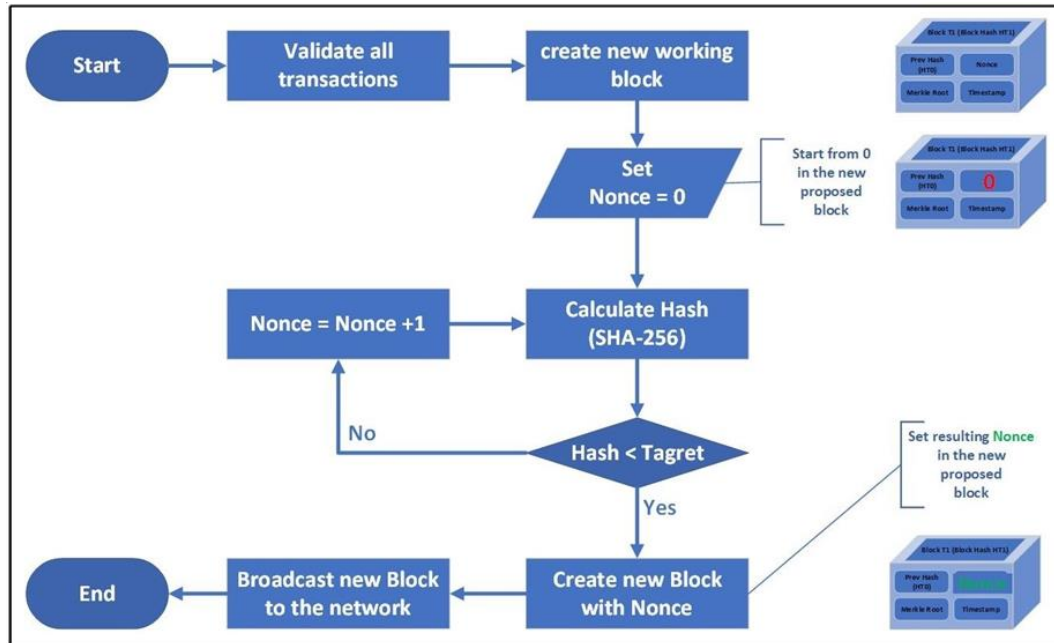 Start
Validate all
transactions
create new working
block
Block T1 (Block Hash HT1)
Prev Hash
(HT0)
Nonce
Merkle Root
Timestamp
Set
Nonce = 0
Start from 0
in the new
proposed
block
Block T1 (Block Hash HT1)
Prev Hash
(HT0)
0
Merkle Root
Timestamp
Nonce = Nonce +1
Calculate Hash
(SHA-256)
No
Hash < Tagret
Yes
Set resulting Nonce
in the new
proposed
block
End
Broadcast new Block
to the network
Create new Block
with Nonce
Block T1 (Block Hash HT1)
Prev Hash
(HT0)
Nonce
Merkle Root
Timestamp